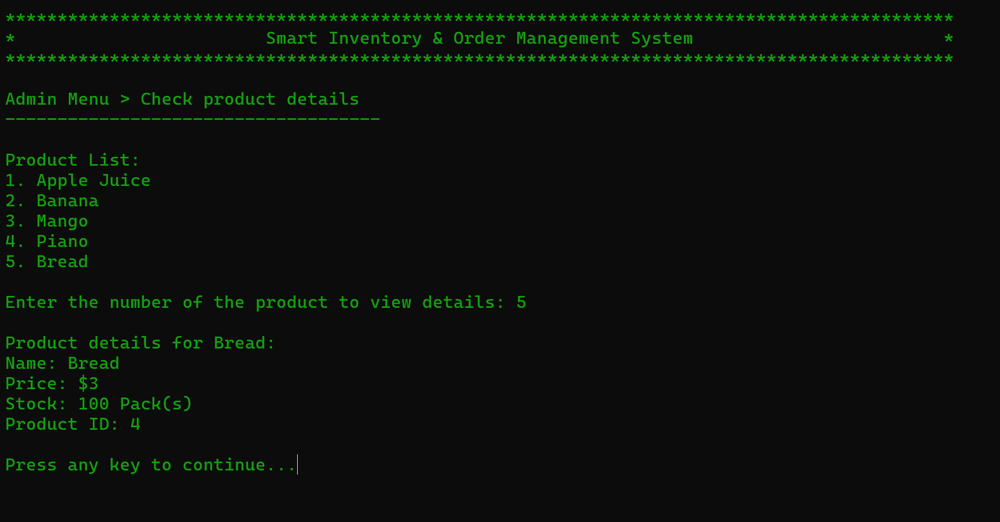 *******************************************************************************************
*                        Smart Inventory & Order Management System                        *
*******************************************************************************************
Admin Menu > Check product details
------------------------------------
Product List:
1. Apple Juice
2. Banana
3. Mango
4. Piano
5. Bread
Enter the number of the product to view details: 5
Product details for Bread:
Name: Bread
Price: $3
Stock: 100 Pack(s)
Product ID: 4
Press any key to continue...